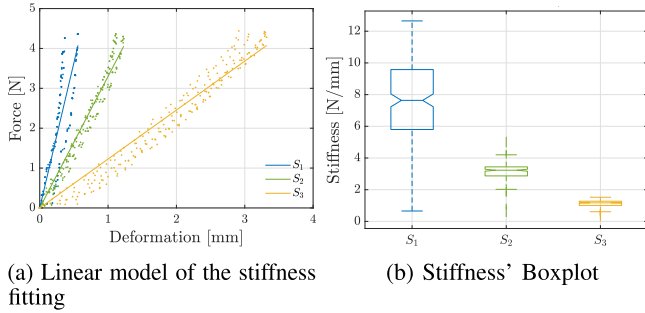 (a)
Force [N]
4
3
2
1
0
S1
S2
S3
0 1 2 3 4
Deformation [mm]
(a) Linear model of the stiffness
fitting
(b)
Stiffness [N/mm]
12
10
8
6
4
2
0
S1 S2 S3
(b) Stiffness' Boxplot